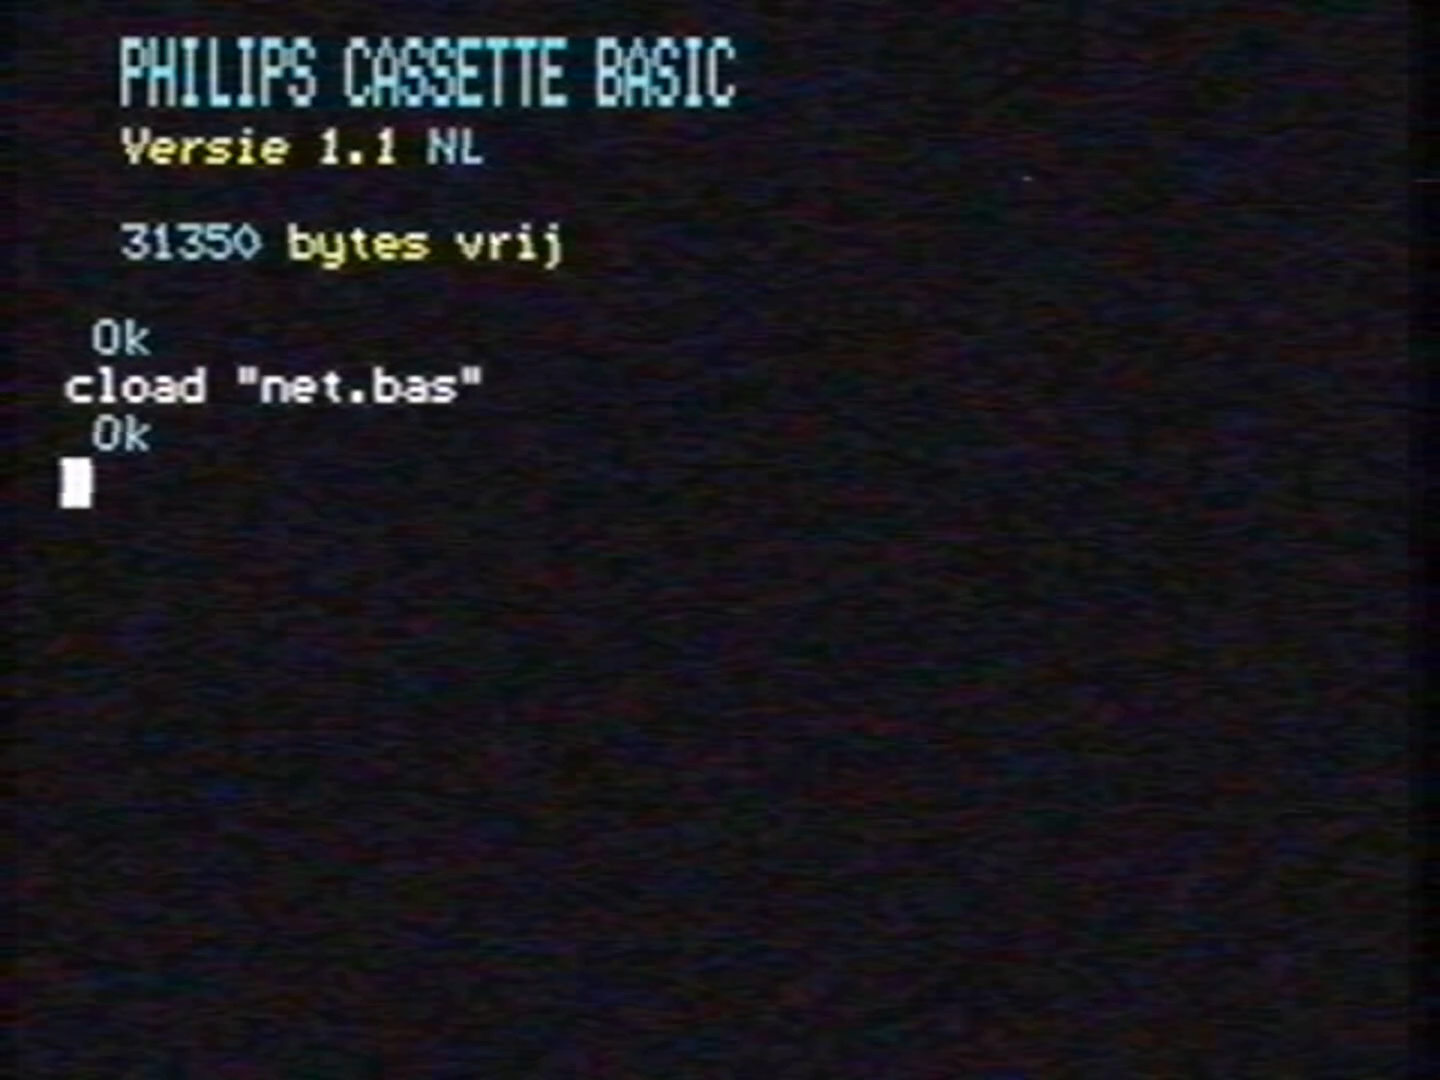 PHILIPS CASSETTE BASIC
Versie 1.1 NL
31350 bytes vrij
Ok
cload "net.bas"
Ok